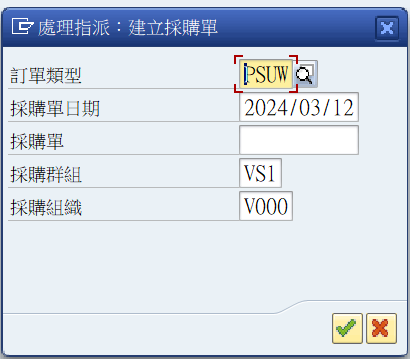 處理指派：建立採購單
訂單類型 PSUW
採購單日期 2024/03/12
採購單
採購群組 VS1
採購組織 V000